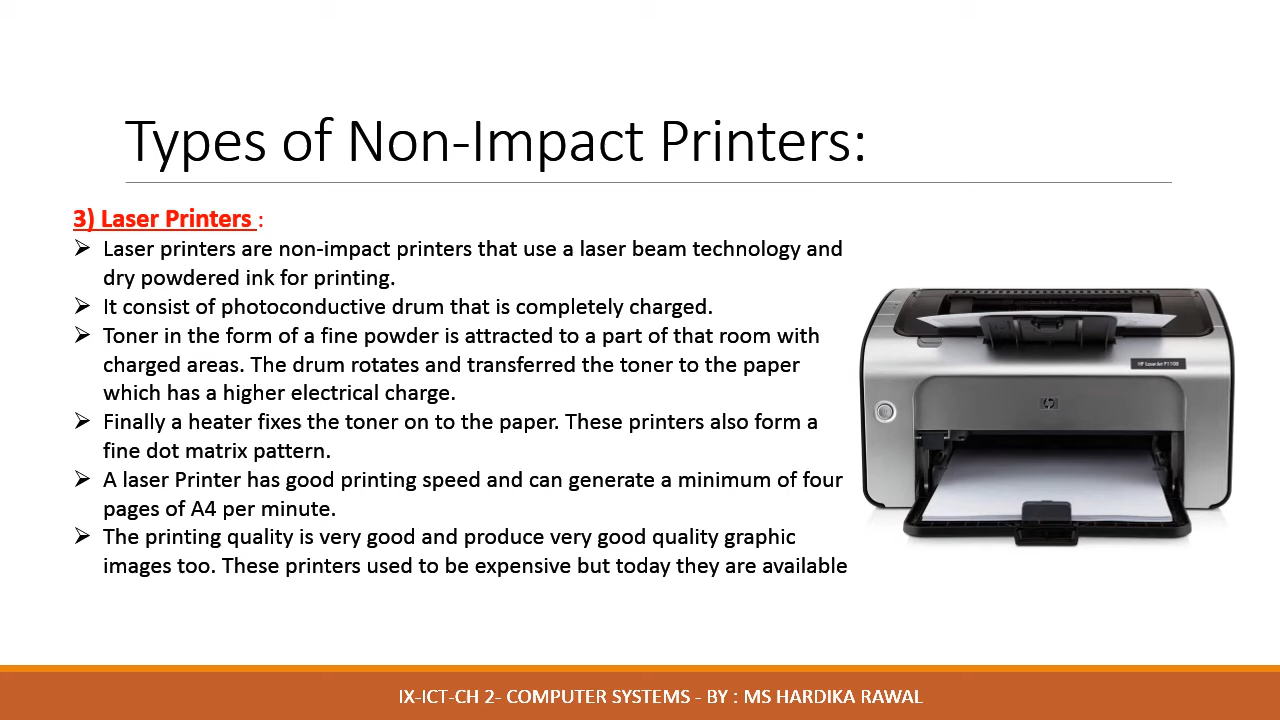 Types of Non-Impact Printers:
3) Laser Printers :
➢ Laser printers are non-impact printers that use a laser beam technology and
dry powdered ink for printing.
➢ It consist of photoconductive drum that is completely charged.
➢ Toner in the form of a fine powder is attracted to a part of that room with
charged areas. The drum rotates and transferred the toner to the paper
which has a higher electrical charge.
➢ Finally a heater fixes the toner on to the paper. These printers also form a
fine dot matrix pattern.
➢ A laser Printer has good printing speed and can generate a minimum of four
pages of A4 per minute.
➢ The printing quality is very good and produce very good quality graphic
images too. These printers used to be expensive but today they are available
hp
IX-ICT-CH 2- COMPUTER SYSTEMS - BY : MS HARDIKA RAWAL